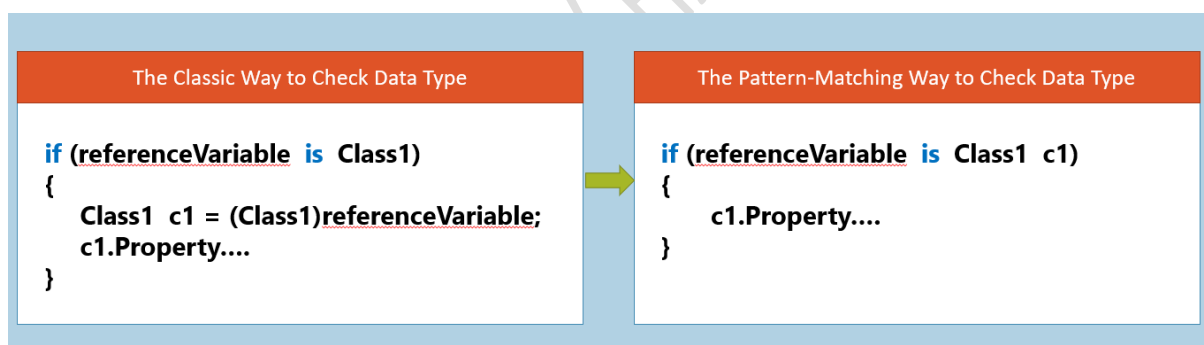 The Classic Way to Check Data Type
if (referenceVariable is Class1)
{
Class1 c1 = (Class1)referenceVariable;
c1.Property....
}
The Pattern-Matching Way to Check Data Type
if (referenceVariable is Class1 c1)
{
c1.Property....
}